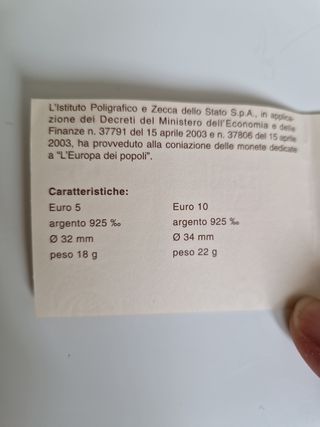 L'Istituto Poligrafico e Zecca dello Stato S.p.A., in applica-
zione dei Decreti del Ministero dell'Economia e delle
Finanze n. 37791 del 15 aprile 2003 e n. 37806 del 15 aprile
2003, ha provveduto alla coniazione delle monete dedicate
a "L'Europa dei popoli".
Caratteristiche:
Euro 5 Euro 10
argento 925 ‰ argento 925 ‰
Ø 32 mm Ø 34 mm
peso 18 g peso 22 g